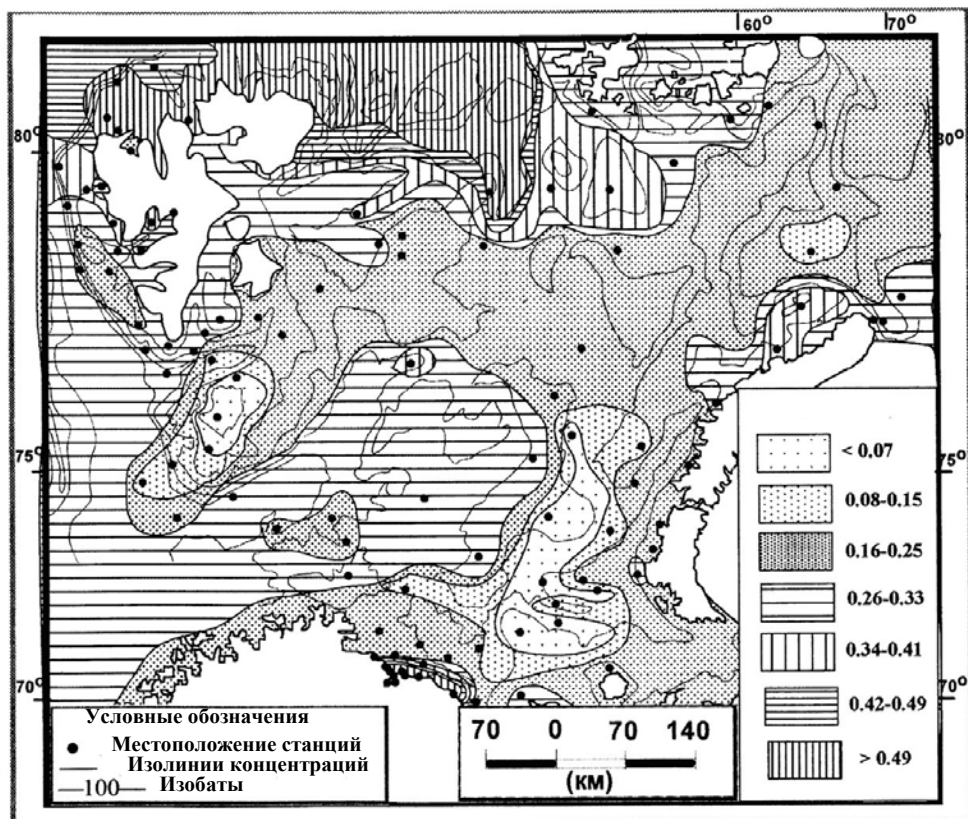 60° 70°
80° 80°
75° 75°
70° 70°
< 0.07
0.08-0.15
0.16-0.25
0.26-0.33
0.34-0.41
0.42-0.49
> 0.49
Условные обозначения
Местоположение станций
Изолинии концентраций
—100— Изобаты
70 0 70 140
(км)